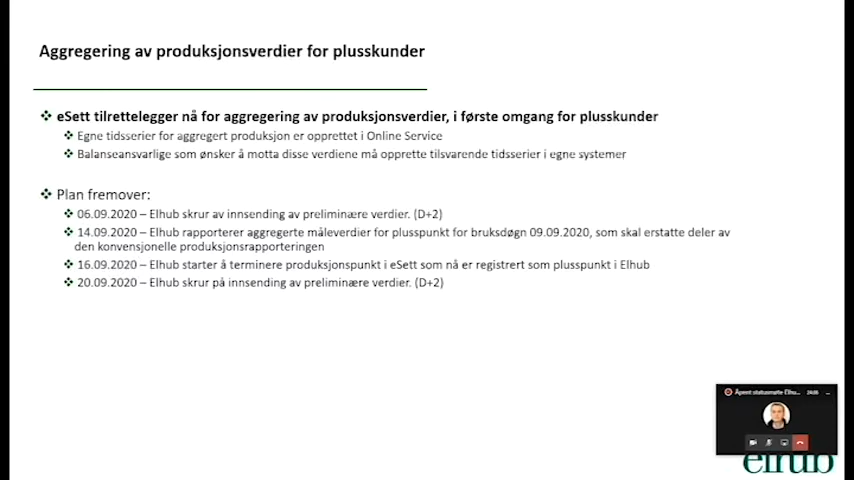 Aggregering av produksjonsverdier for plusskunder
eSett tilrettelegger nå for aggregering av produksjonsverdier, i første omgang for plusskunder
Egne tidsserier for aggregert produksjon er opprettet i Online Service
Balanseansvarlige som ønsker å motta disse verdiene må opprette tilsvarende tidsserier i egne systemer
Plan fremover:
06.09.2020 – Elhub skrur av innsending av preliminære verdier. (D+2)
14.09.2020 – Elhub rapporterer aggregerte måleverdier for plusspunkt for bruksdøgn 09.09.2020, som skal erstatte deler av
den konvensjonelle produksjonsrapporteringen
16.09.2020 – Elhub starter å terminere produksjonspunkt i eSett som nå er registrert som plusspunkt i Elhub
20.09.2020 – Elhub skrur på innsending av preliminære verdier. (D+2)
Åpent statusmøte Elhu...
elhub